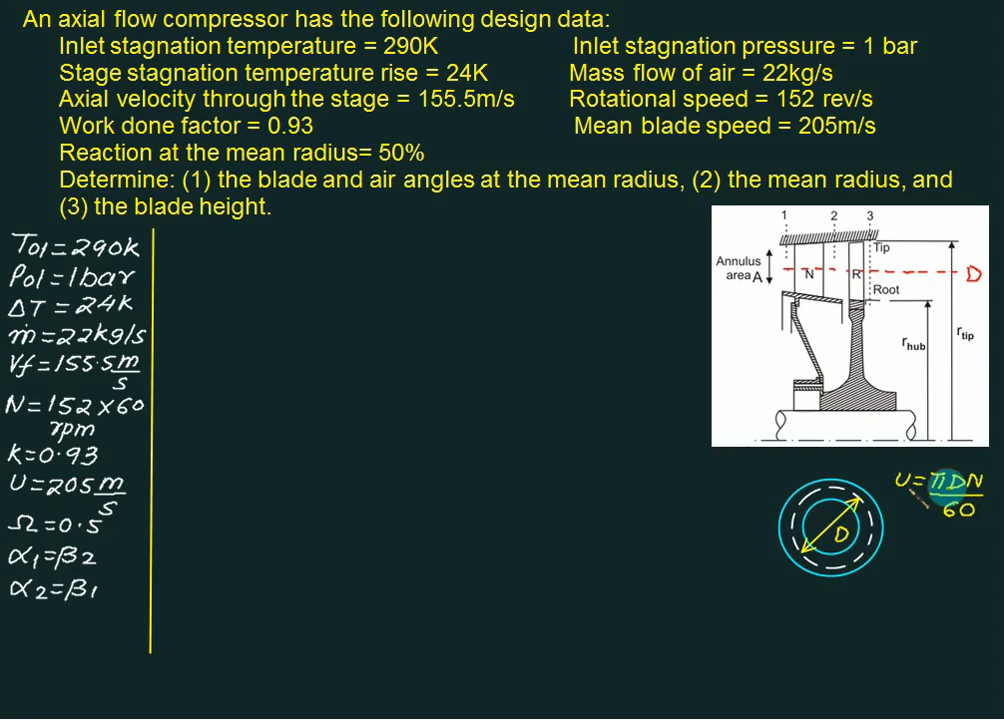 An axial flow compressor has the following design data:
Inlet stagnation temperature = 290K Inlet stagnation pressure = 1 bar
Stage stagnation temperature rise = 24K Mass flow of air = 22kg/s
Axial velocity through the stage = 155.5m/s Rotational speed = 152 rev/s
Work done factor = 0.93 Mean blade speed = 205m/s
Reaction at the mean radius= 50%
Determine: (1) the blade and air angles at the mean radius, (2) the mean radius, and
(3) the blade height.
To1=290k
Po1=1bar
ΔT=24k
ṁ=22kg/s
Vf=155.5m/s
N=152×60
rpm
k=0.93
U=205m/s
Ω=0.5
α1=β2
α2=β1
1 2 3
Tip
Annulus
area A
N
R
D
Root
rhub
rtip
D
U=πDN
60